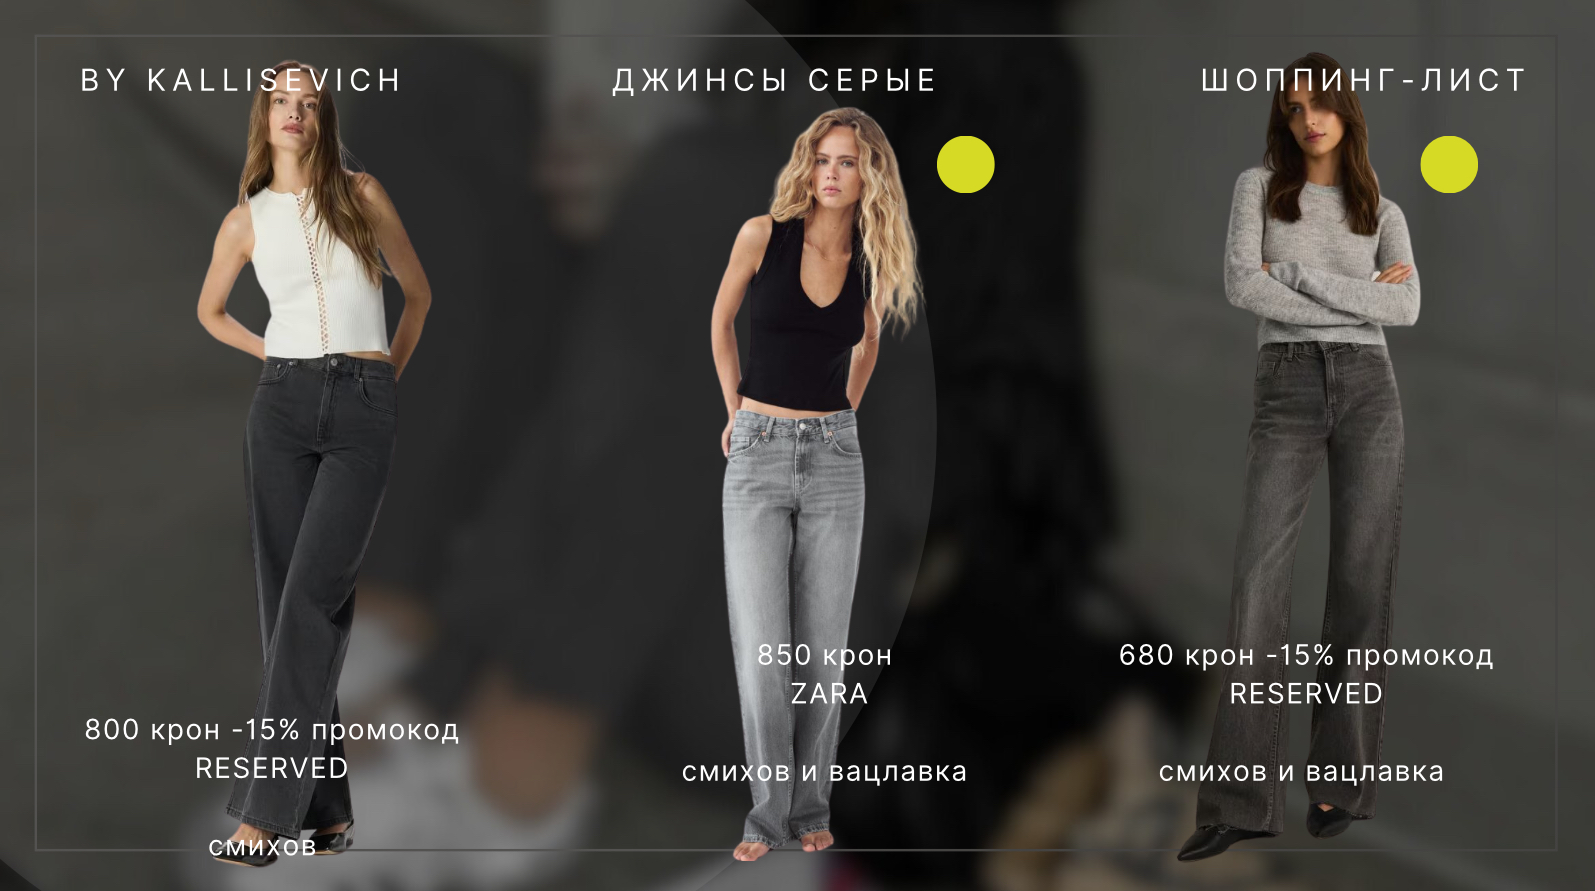 BY KALLISEVICH
ДЖИНСЫ СЕРЫЕ
ШОППИНГ-ЛИСТ
800 крон -15% промокод
RESERVED
смихов
850 крон
ZARA
смихов и вацлавка
680 крон -15% промокод
RESERVED
смихов и вацлавка